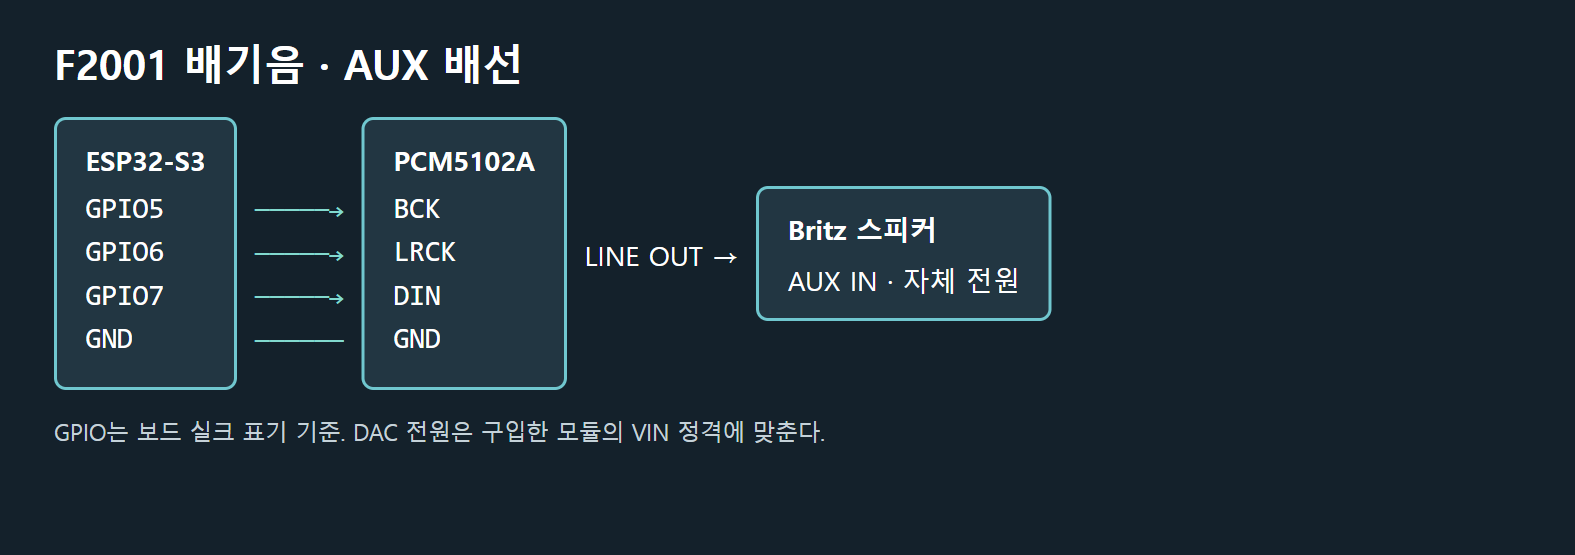 F2001 배기음 · AUX 배선
ESP32-S3
GPIO5
GPIO6
GPIO7
GND
PCM5102A
BCK
LRCK
DIN
GND
LINE OUT →
Britz 스피커
AUX IN · 자체 전원
GPIO는 보드 실크 표기 기준. DAC 전원은 구입한 모듈의 VIN 정격에 맞춘다.